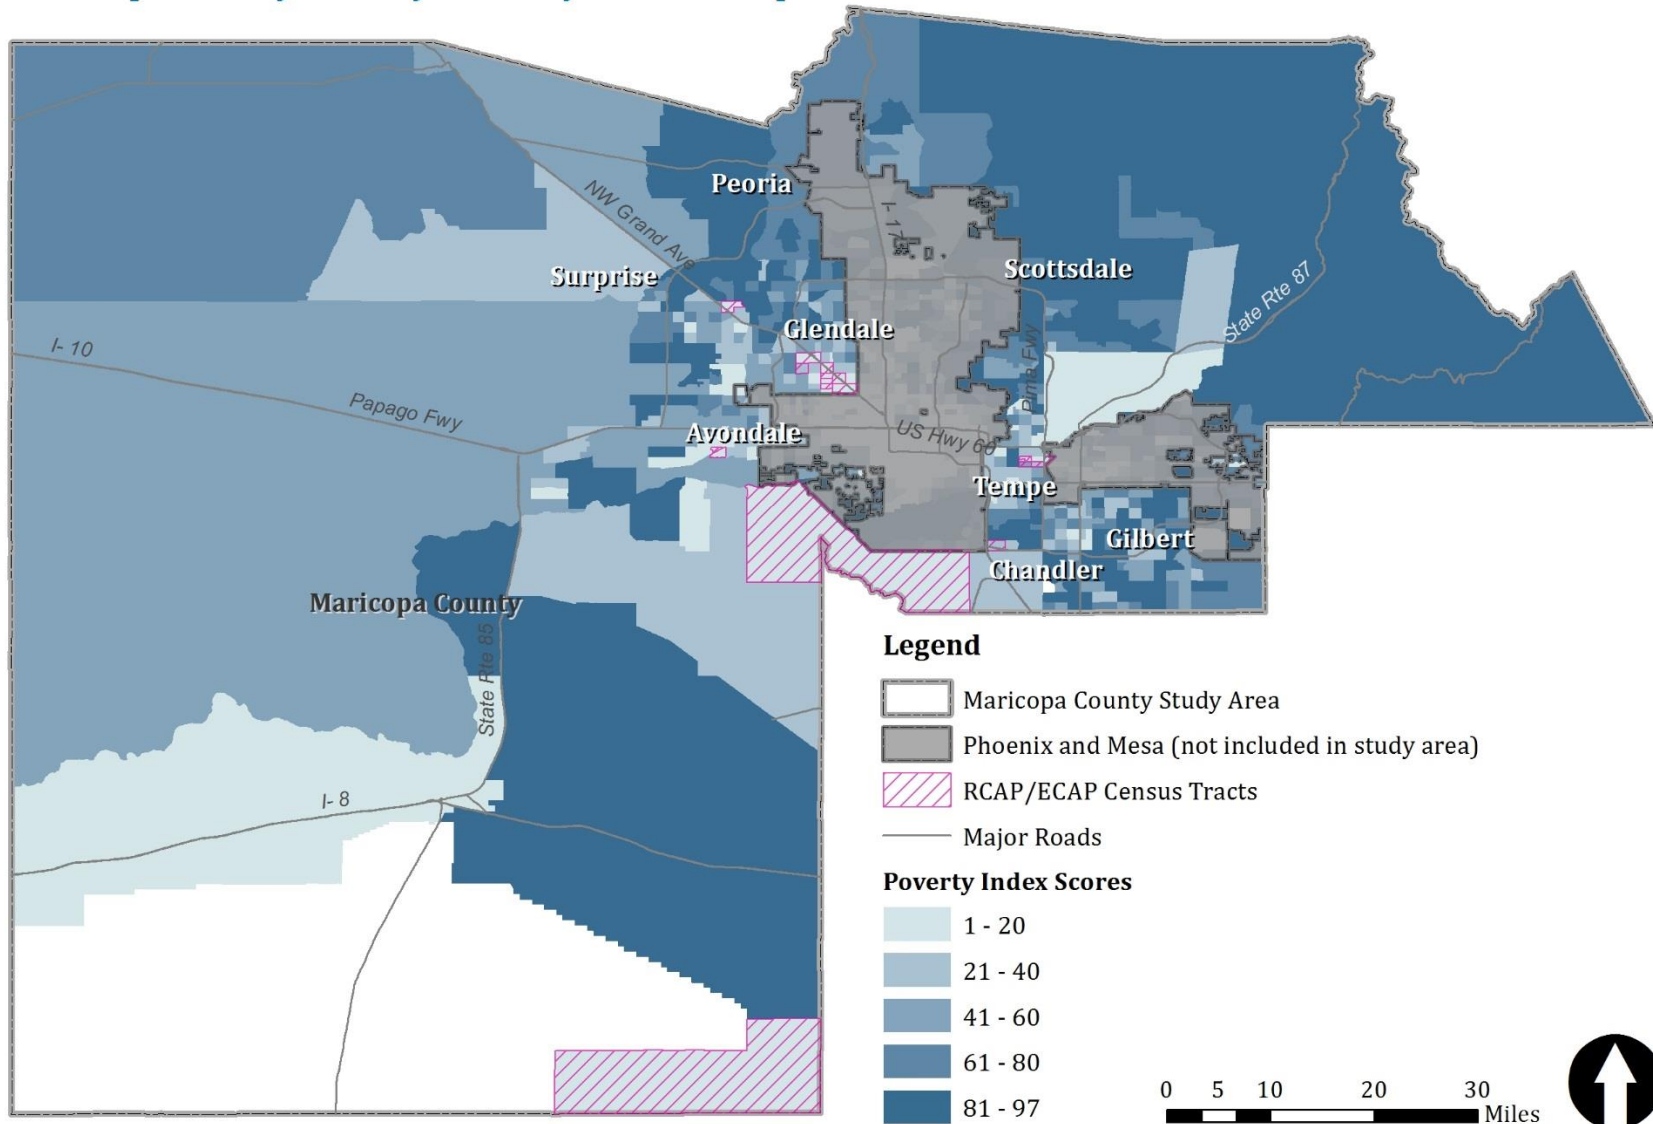 Peoria
NW Grand Ave
I- 17
Surprise
Scottsdale
State Rte 87
Glendale
I- 10
Pima Fwy
Papago Fwy
Avondale
US Hwy 60
Tempe
Gilbert
Chandler
Maricopa County
State Rte 85
I- 8
Legend
Maricopa County Study Area
Phoenix and Mesa (not included in study area)
RCAP/ECAP Census Tracts
Major Roads
Poverty Index Scores
1 - 20
21 - 40
41 - 60
61 - 80
81 - 97
0 5 10 20 30
Miles